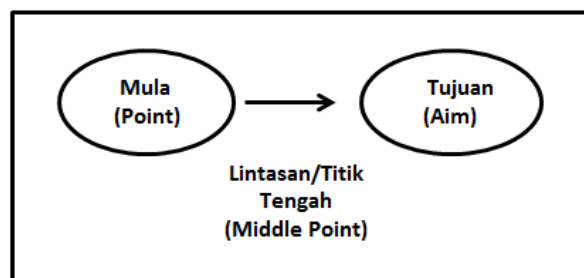 Mula
(Point)
Tujuan
(Aim)
Lintasan/Titik
Tengah
(Middle Point)